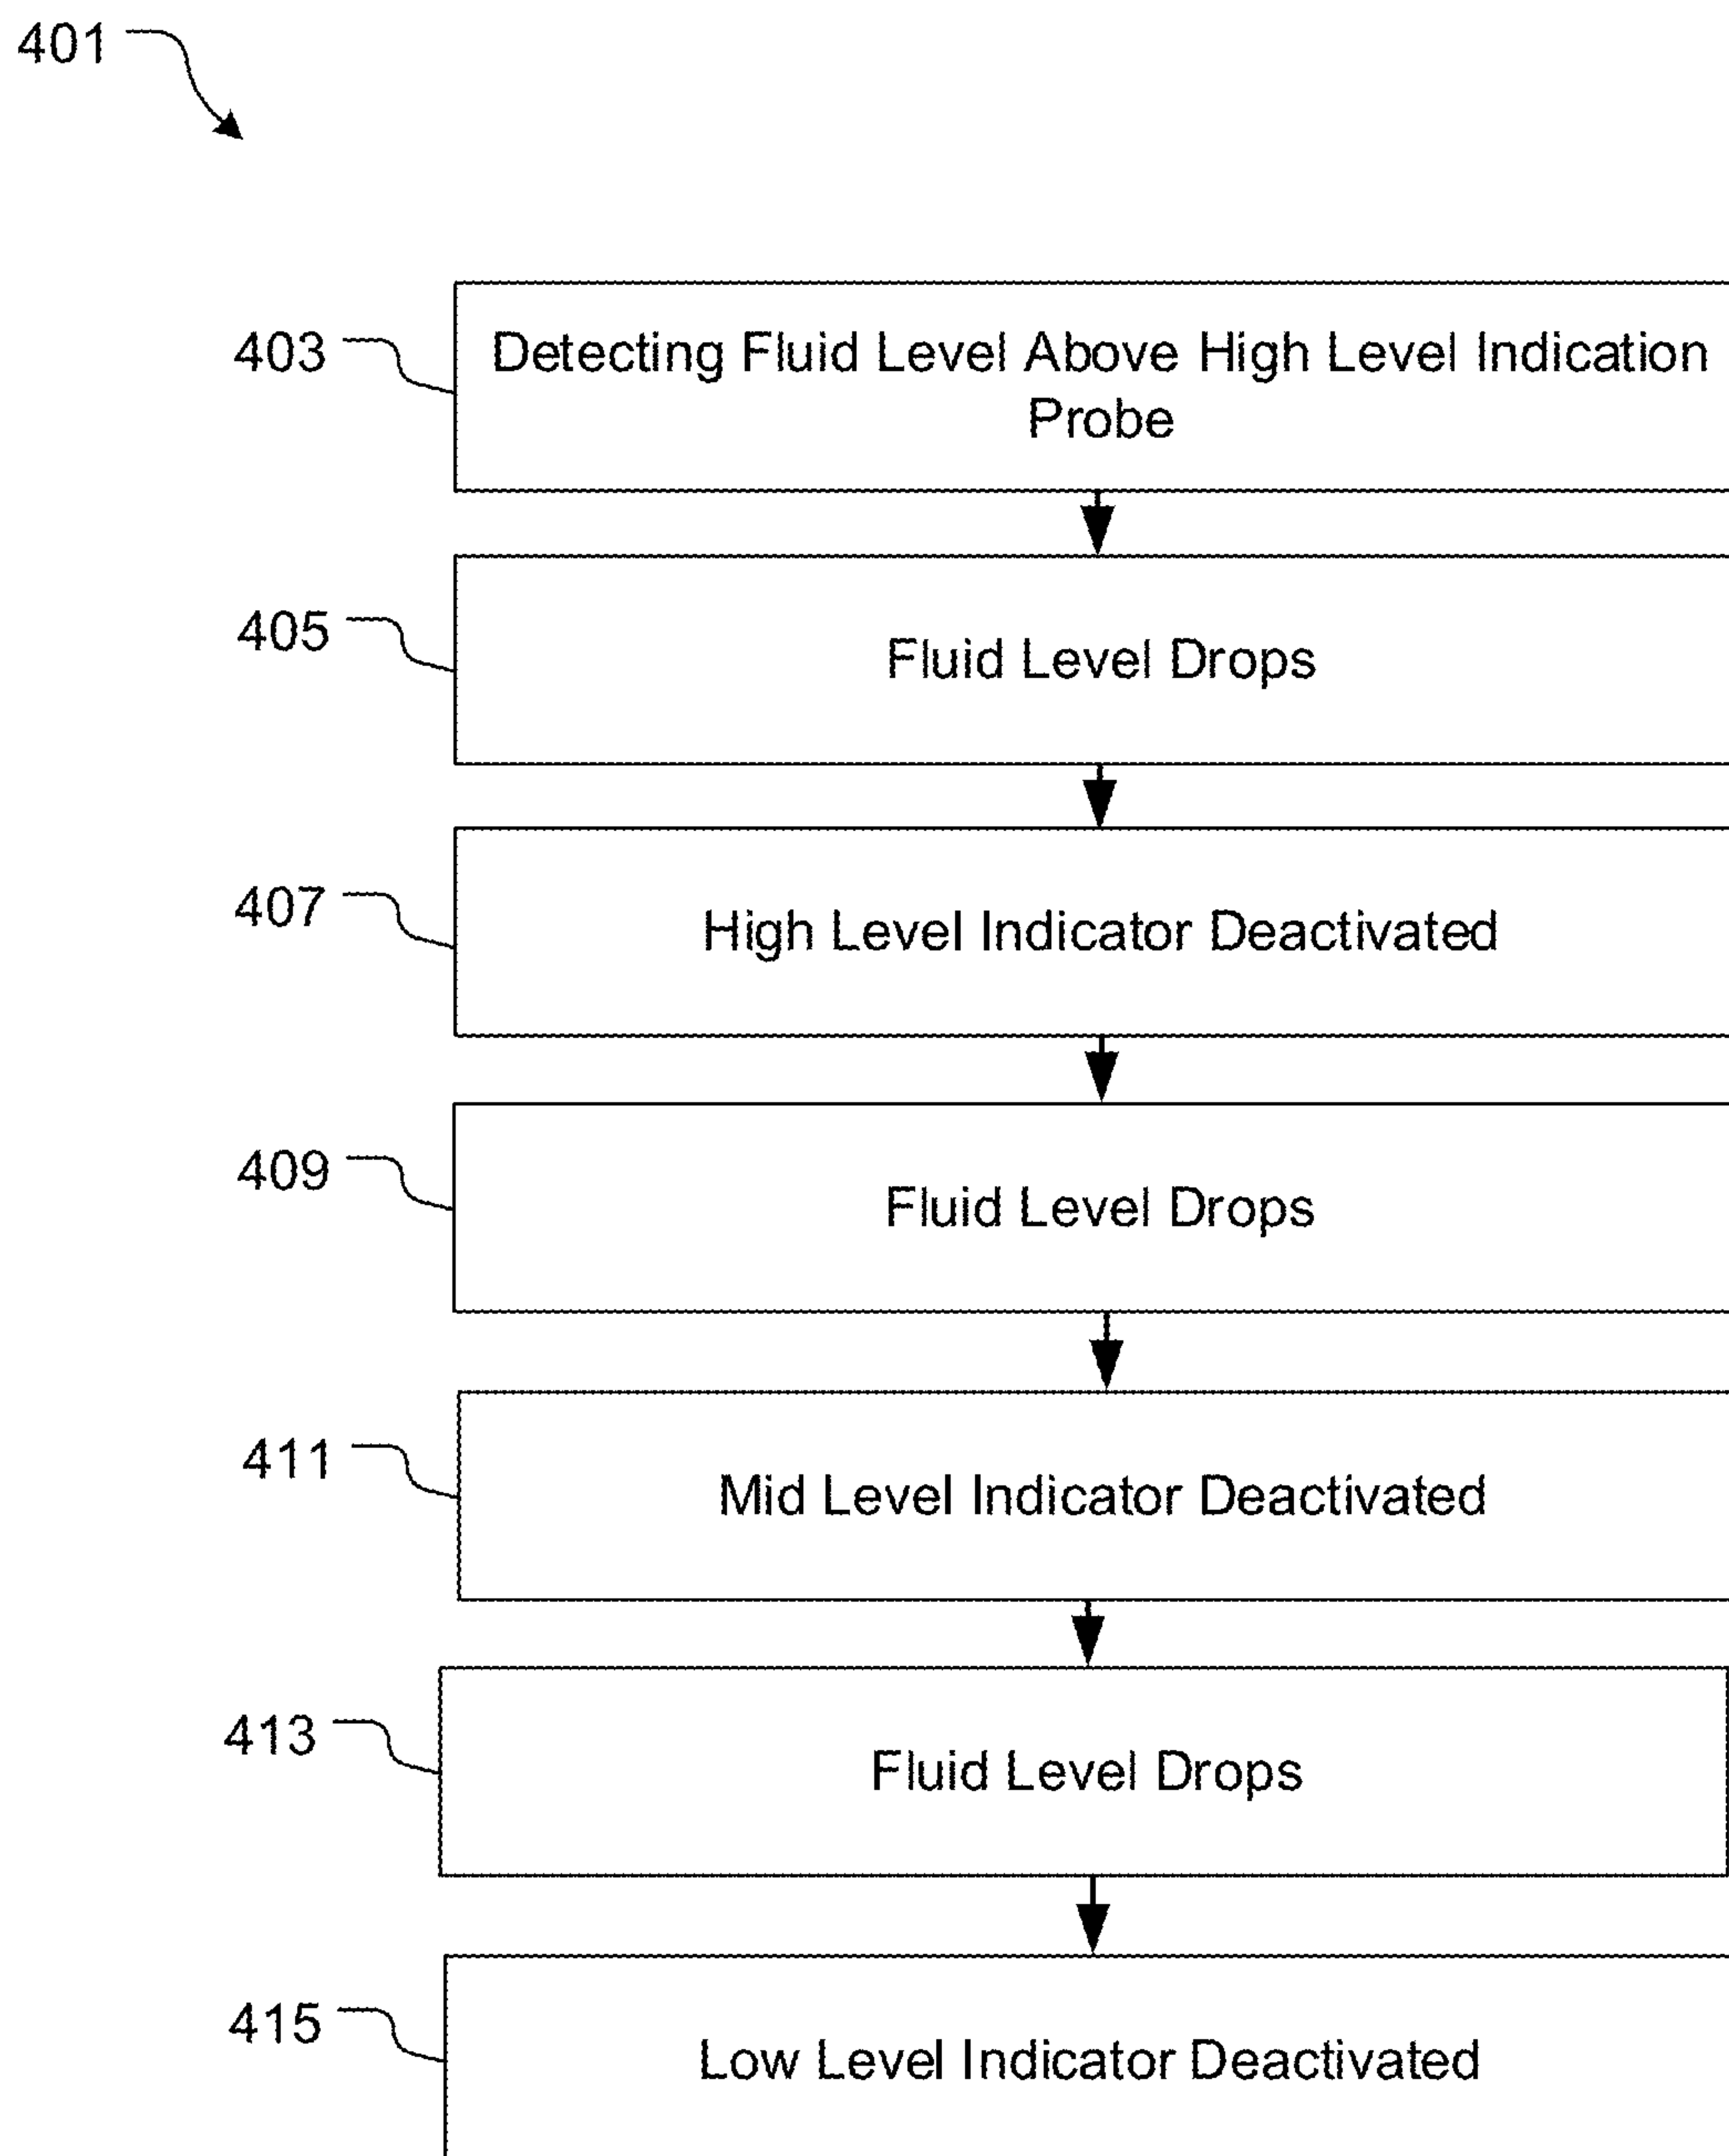 401
403
Detecting Fluid Level Above High Level Indication
Probe
405
Fluid Level Drops
407
High Level Indicator Deactivated
409
Fluid Level Drops
411
Mid Level Indicator Deactivated
413
Fluid Level Drops
415
Low Level Indicator Deactivated